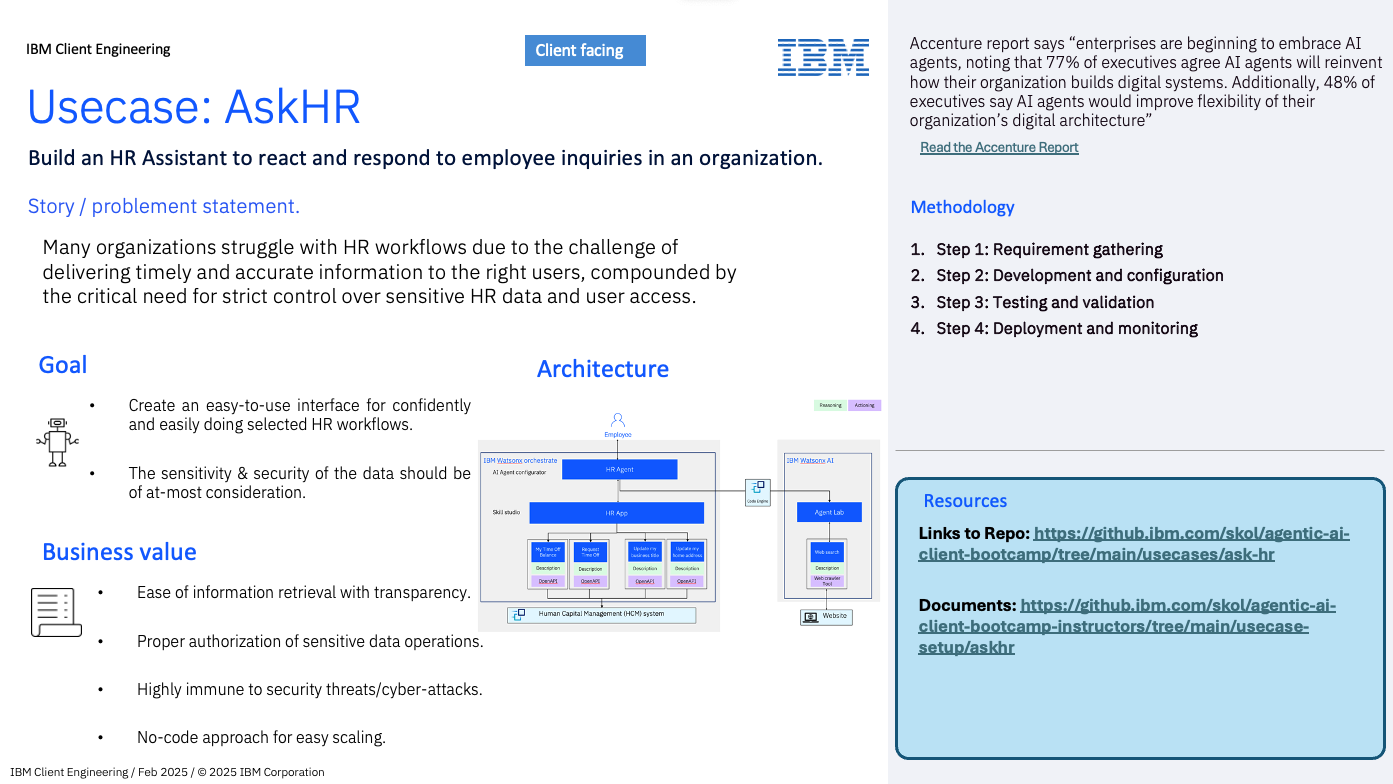 IBM Client Engineering
Client facing
IBM
Usecase: AskHR
Build an HR Assistant to react and respond to employee inquiries in an organization.
Story / problement statement.
Many organizations struggle with HR workflows due to the challenge of
delivering timely and accurate information to the right users, compounded by
the critical need for strict control over sensitive HR data and user access.
Goal
• Create an easy-to-use interface for confidently
and easily doing selected HR workflows.
• The sensitivity & security of the data should be
of at-most consideration.
Business value
• Ease of information retrieval with transparency.
• Proper authorization of sensitive data operations.
• Highly immune to security threats/cyber-attacks.
• No-code approach for easy scaling.
Architecture
Reasoning
Actioning
Employee
IBM Watsonx orchestrate
AI Agent configurator
HR Agent
Skill studio
HR App
My Time Off
Balance
Description
OpenAPI
Request
Time Off
Description
OpenAPI
Update my
business title
Description
OpenAPI
Update my
home address
Description
OpenAPI
Human Capital Management (HCM) system
Code Engine
IBM Watsonx AI
Agent Lab
Web search
Description
Web crawler
Tool
Website
IBM Client Engineering / Feb 2025 / © 2025 IBM Corporation
Accenture report says “enterprises are beginning to embrace AI
agents, noting that 77% of executives agree AI agents will reinvent
how their organization builds digital systems. Additionally, 48% of
executives say AI agents would improve flexibility of their
organization’s digital architecture”
Read the Accenture Report
Methodology
1. Step 1: Requirement gathering
2. Step 2: Development and configuration
3. Step 3: Testing and validation
4. Step 4: Deployment and monitoring
Resources
Links to Repo: https://github.ibm.com/skol/agentic-ai-
client-bootcamp/tree/main/usecases/ask-hr
Documents: https://github.ibm.com/skol/agentic-ai-
client-bootcamp-instructors/tree/main/usecase-
setup/askhr